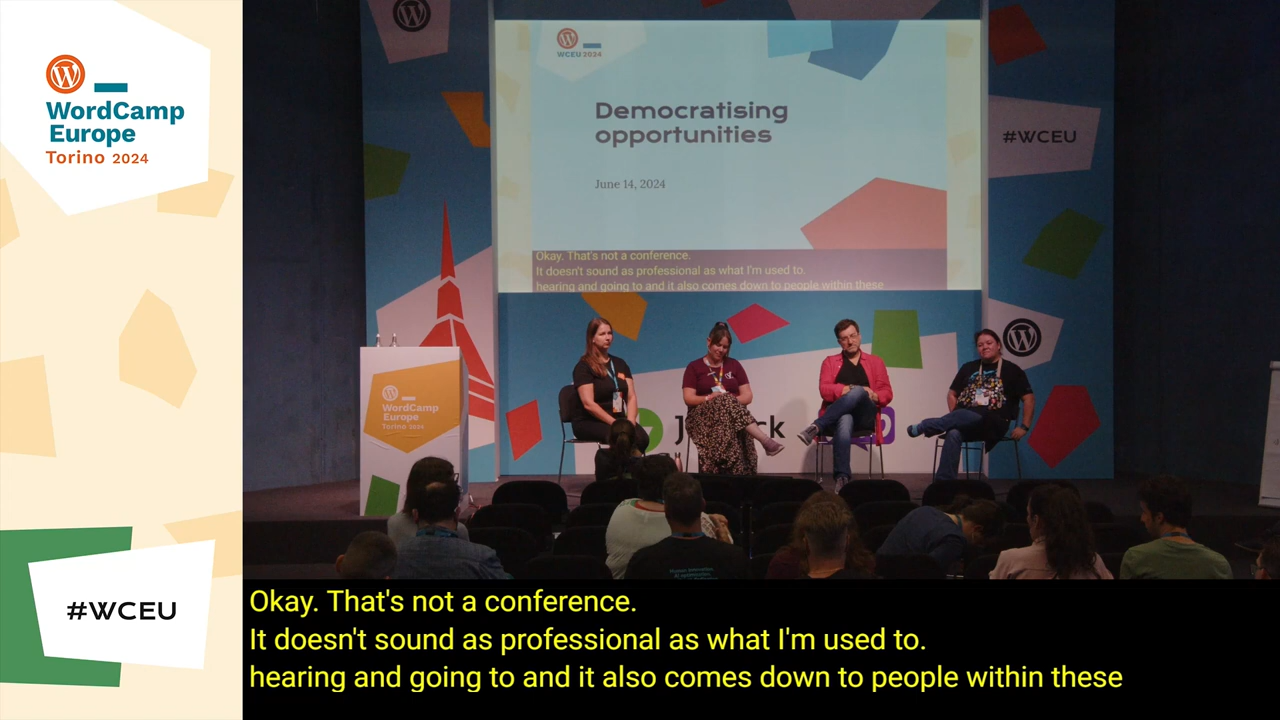 WordCamp
Europe
Torino 2024
#WCEU
WCEU 2024
Democratising
opportunities
June 14, 2024
Okay. That's not a conference.
It doesn't sound as professional as what I'm used to.
hearing and going to and it also comes down to people within these
#WCEU
WordCamp
Europe
Torino 2024
Okay. That's not a conference.
It doesn't sound as professional as what I'm used to.
hearing and going to and it also comes down to people within these